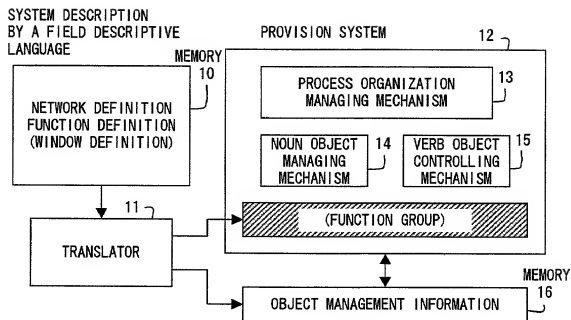 SYSTEM DESCRIPTION
BY A FIELD DESCRIPTIVE
LANGUAGE
MEMORY
10
NETWORK DEFINITION
FUNCTION DEFINITION
(WINDOW DEFINITION)
11
TRANSLATOR
PROVISION SYSTEM
12
PROCESS ORGANIZATION
MANAGING MECHANISM
13
NOUN OBJECT
MANAGING
MECHANISM
14
VERB OBJECT
CONTROLLING
MECHANISM
15
(FUNCTION GROUP)
MEMORY
16
OBJECT MANAGEMENT INFORMATION